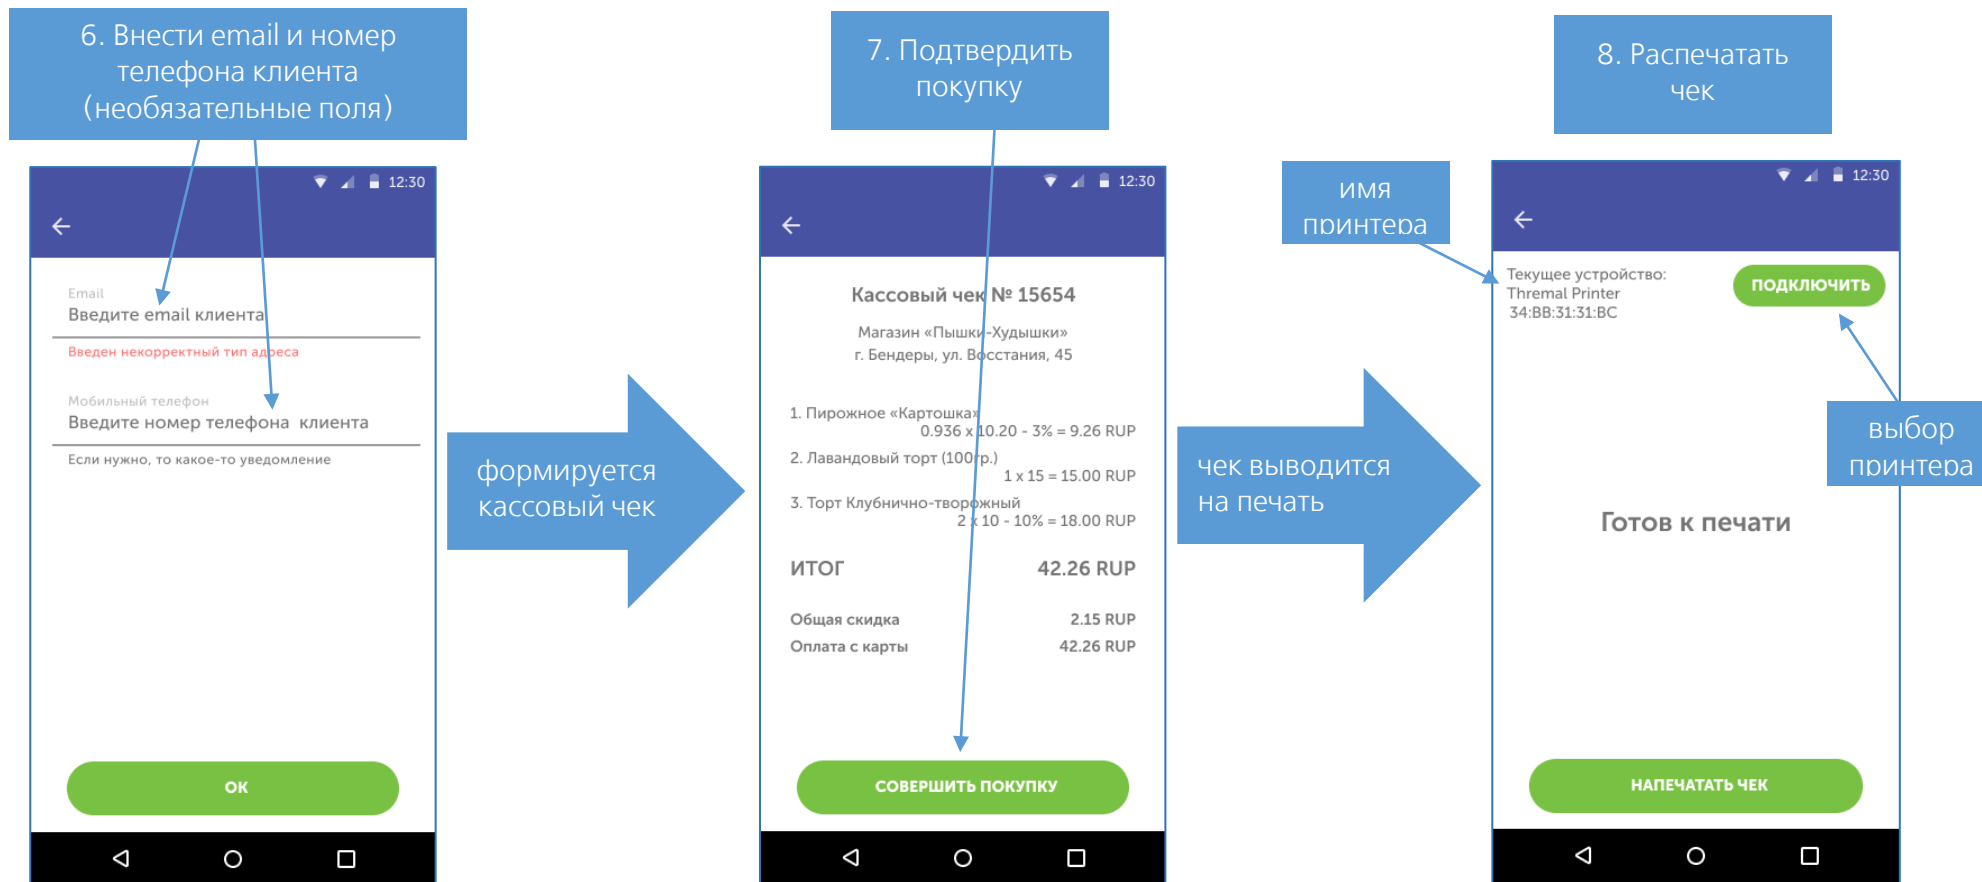 6. Внести email и номер
телефона клиента
(необязательные поля)
12:30
Email
Введите email клиента
Введен некорректный тип адреса
Мобильный телефон
Введите номер телефона клиента
Если нужно, то какое-то уведомление
ОК
формируется
кассовый чек
7. Подтвердить
покупку
12:30
Кассовый чек № 15654
Магазин «Пышки-Худышки»
г. Бендеры, ул. Восстания, 45
1. Пирожное «Картошка»
0.936 x 10.20 - 3% = 9.26 RUP
2. Лавандовый торт (100гр.)
1 x 15 = 15.00 RUP
3. Торт Клубнично-творожный
2 x 10 - 10% = 18.00 RUP
ИТОГ 42.26 RUP
Общая скидка 2.15 RUP
Оплата с карты 42.26 RUP
СОВЕРШИТЬ ПОКУПКУ
чек выводится
на печать
8. Распечатать
чек
имя
принтера
12:30
Текущее устройство:
Thremal Printer
34:BB:31:31:BC
ПОДКЛЮЧИТЬ
выбор
принтера
Готов к печати
НАПЕЧАТАТЬ ЧЕК